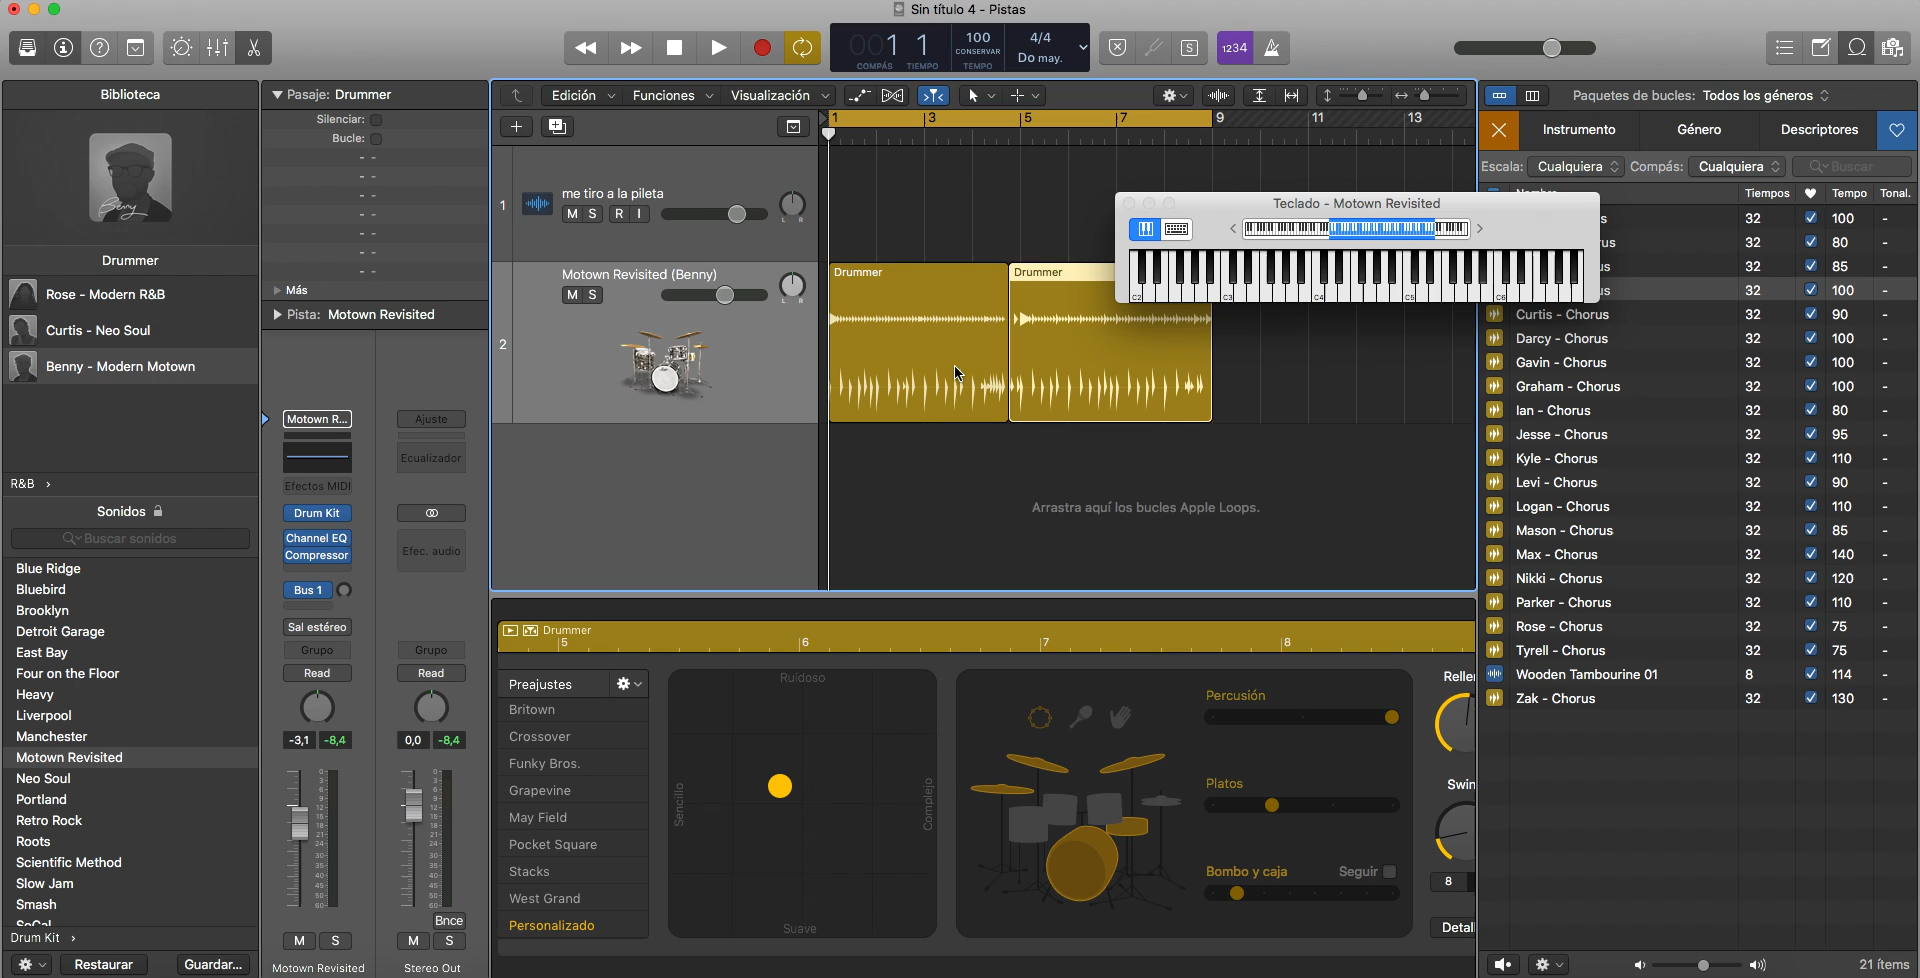 Sin título 4 - Pistas
001 1
COMPÁS TIEMPO
100
CONSERVAR
TEMPO
4/4
Do may.
S
1234
Biblioteca
Benny
Drummer
Rose - Modern R&B
Curtis - Neo Soul
Benny - Modern Motown
R&B >
Sonidos
Buscar sonidos
Blue Ridge
Bluebird
Brooklyn
Detroit Garage
East Bay
Four on the Floor
Heavy
Liverpool
Manchester
Motown Revisited
Neo Soul
Portland
Retro Rock
Roots
Scientific Method
Slow Jam
Smash
SoCal
Drum Kit >
Restaurar
Guardar...
Pasaje: Drummer
Silenciar:
Bucle:
Más
Pista: Motown Revisited
Motown R...
Ajuste
Ecualizador
Efectos MIDI
Drum Kit
Channel EQ
Compressor
Efec. audio
Bus 1
Sal estéreo
Grupo
Grupo
Read
Read
-3,1 -8,4
0,0 -8,4
Bnce
M S
M S
Motown Revisited
Stereo Out
Edición
Funciones
Visualización
1 3 5 7 9 11 13
1
me tiro a la pileta
M S R I
L R
2
Motown Revisited (Benny)
M S
L R
Drummer
Drummer
Arrastra aquí los bucles Apple Loops.
Teclado - Motown Revisited
C2 C3 C4 C5 C6
Drummer
5 6 7 8
Preajustes
Britown
Crossover
Funky Bros.
Grapevine
May Field
Pocket Square
Stacks
West Grand
Personalizado
Ruidoso
Sencillo
Complejo
Suave
Percusión
Platos
Bombo y caja
Seguir
Reller
Swin
8
Detal
Paquetes de bucles: Todos los géneros
Instrumento
Género
Descriptores
Escala: Cualquiera
Compás: Cualquiera
Buscar
Nombre
Tiempos
Tempo
Tonal.
s 32 100 -
us 32 80 -
s 32 85 -
s 32 100 -
Curtis - Chorus 32 90 -
Darcy - Chorus 32 100 -
Gavin - Chorus 32 100 -
Graham - Chorus 32 100 -
Ian - Chorus 32 80 -
Jesse - Chorus 32 95 -
Kyle - Chorus 32 110 -
Levi - Chorus 32 90 -
Logan - Chorus 32 110 -
Mason - Chorus 32 85 -
Max - Chorus 32 140 -
Nikki - Chorus 32 120 -
Parker - Chorus 32 110 -
Rose - Chorus 32 75 -
Tyrell - Chorus 32 75 -
Wooden Tambourine 01 8 114 -
Zak - Chorus 32 130 -
21 ítems